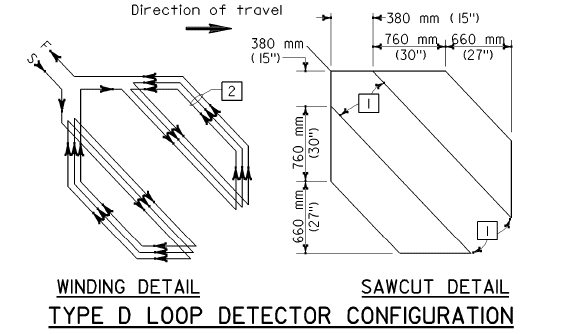 Direction of travel
380 mm (15")
760 mm
(30")
660 mm
(27")
380 mm
(15")
F
S
2
1
760 mm
(30")
660 mm
(27")
1
WINDING DETAIL
SAWCUT DETAIL
TYPE D LOOP DETECTOR CONFIGURATION